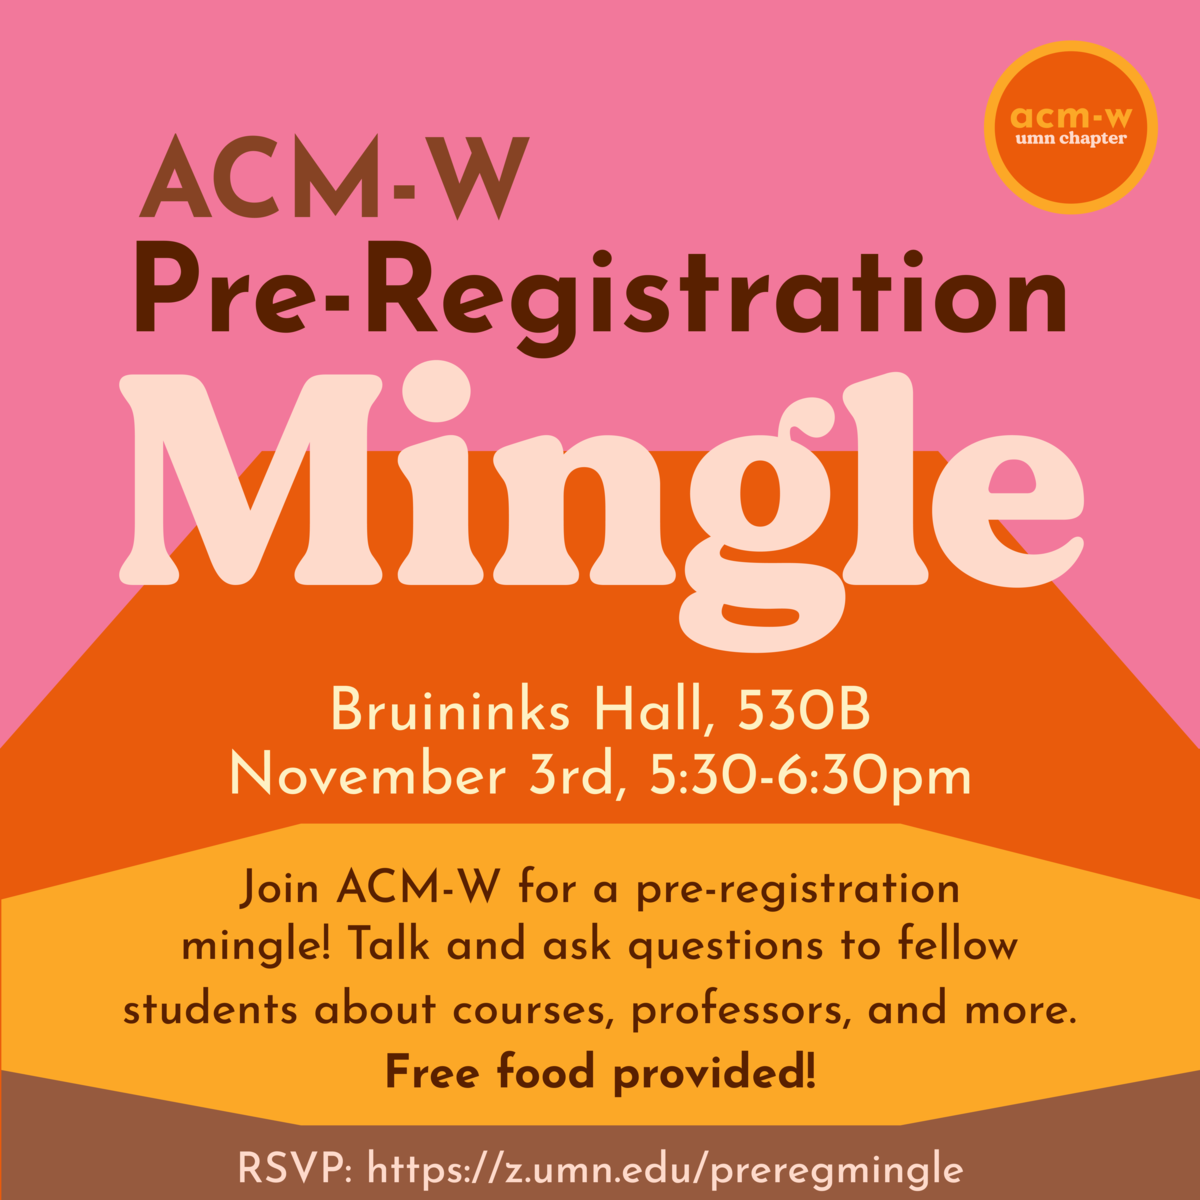 acm-w
umn chapter
ACM-W
Pre-Registration
Mingle
Bruininks Hall, 530B
November 3rd, 5:30-6:30pm
Join ACM-W for a pre-registration
mingle! Talk and ask questions to fellow
students about courses, professors, and more.
Free food provided!
RSVP: https://z.umn.edu/preregmingle